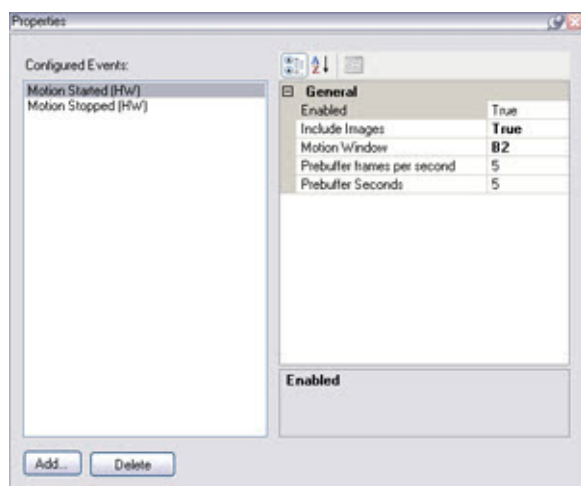 Properties
Configured Events:
Motion Started (HW)
Motion Stopped (HW)
General
Enabled True
Include Images True
Motion Window B2
Prebuffer frames per second 5
Prebuffer Seconds 5
Enabled
Add... Delete